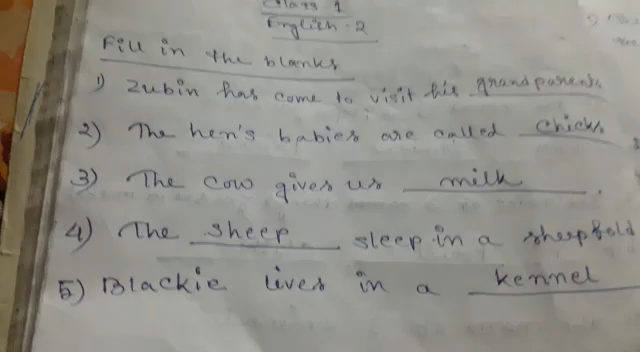 Class 1
English-2
Fill in the blanks
1) Zubin has come to visit his grandparents.
2) The hen's babies are called chicks.
3) The cow gives us milk.
4) The sheep sleep in a sheepfold
5) Blackie lives in a kennel